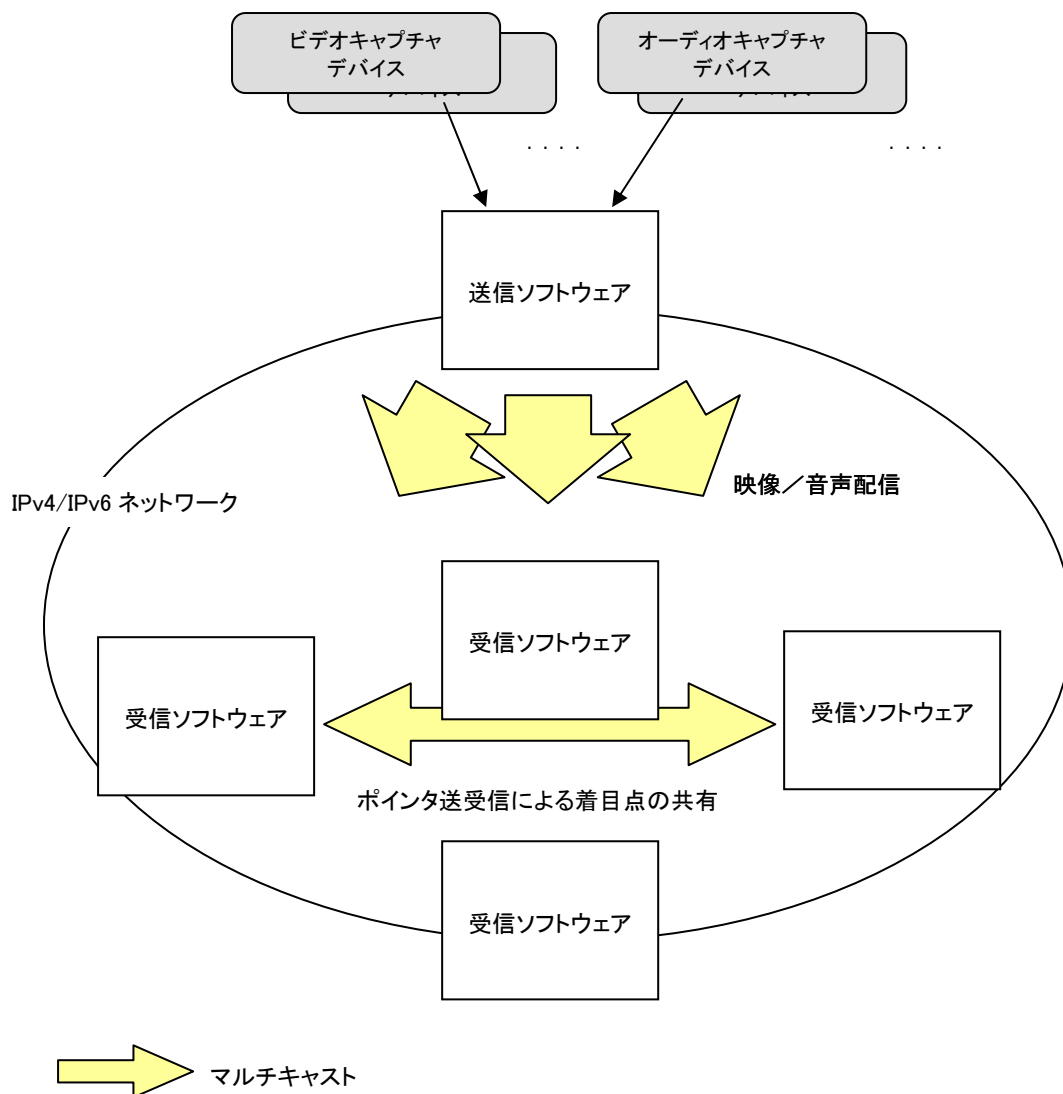 ビデオキャプチャ
デバイス
オーディオキャプチャ
デバイス
. . . .
. . . .
送信ソフトウェア
IPv4/IPv6 ネットワーク
映像／音声配信
受信ソフトウェア
受信ソフトウェア
受信ソフトウェア
ポインタ送受信による着目点の共有
受信ソフトウェア
マルチキャスト